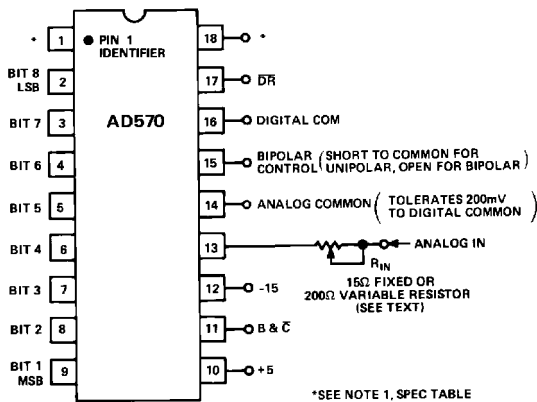 * 1
PIN 1
IDENTIFIER
18 *
BIT 8
LSB
2
17 DR
BIT 7 3
AD570
16 DIGITAL COM
BIT 6 4
15 BIPOLAR
CONTROL
(SHORT TO COMMON FOR
UNIPOLAR, OPEN FOR BIPOLAR)
BIT 5 5
14 ANALOG COMMON
(TOLERATES 200mV
TO DIGITAL COMMON)
BIT 4 6
13
ANALOG IN
RIN
15Ω FIXED OR
200Ω VARIABLE RESISTOR
(SEE TEXT)
BIT 3 7
12 -15
BIT 2 8
11 B & C̅
BIT 1
MSB
9
10 +5
*SEE NOTE 1, SPEC TABLE